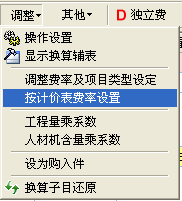 调整 其他 D 独立费
操作设置
显示换算辅表
调整费率及项目类型设定
按计价表费率设置
工程量乘系数
人材机含量乘系数
设为购入件
换算子目还原